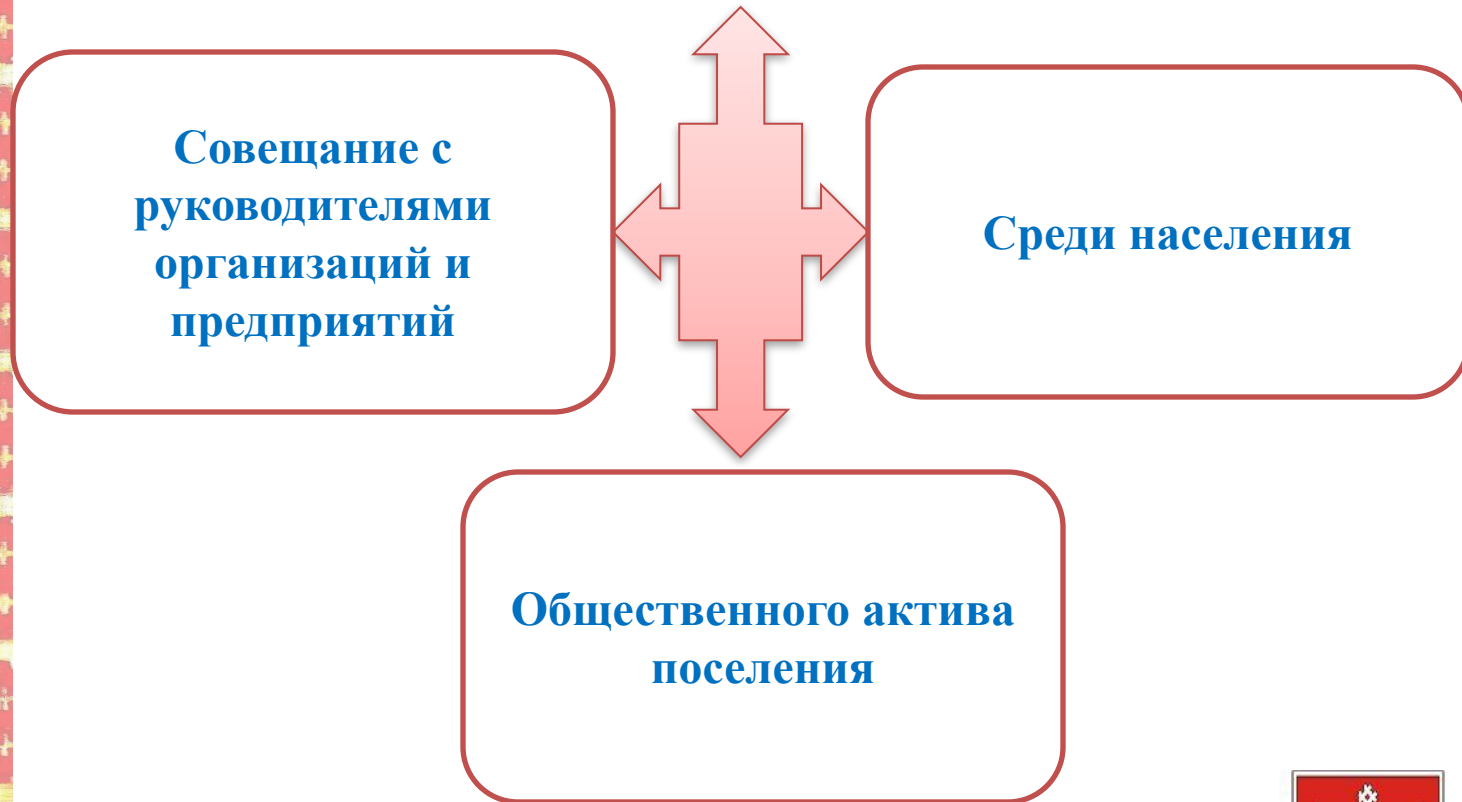 Совещание с
руководителями
организаций и
предприятий
Среди населения
Общественного актива
поселения